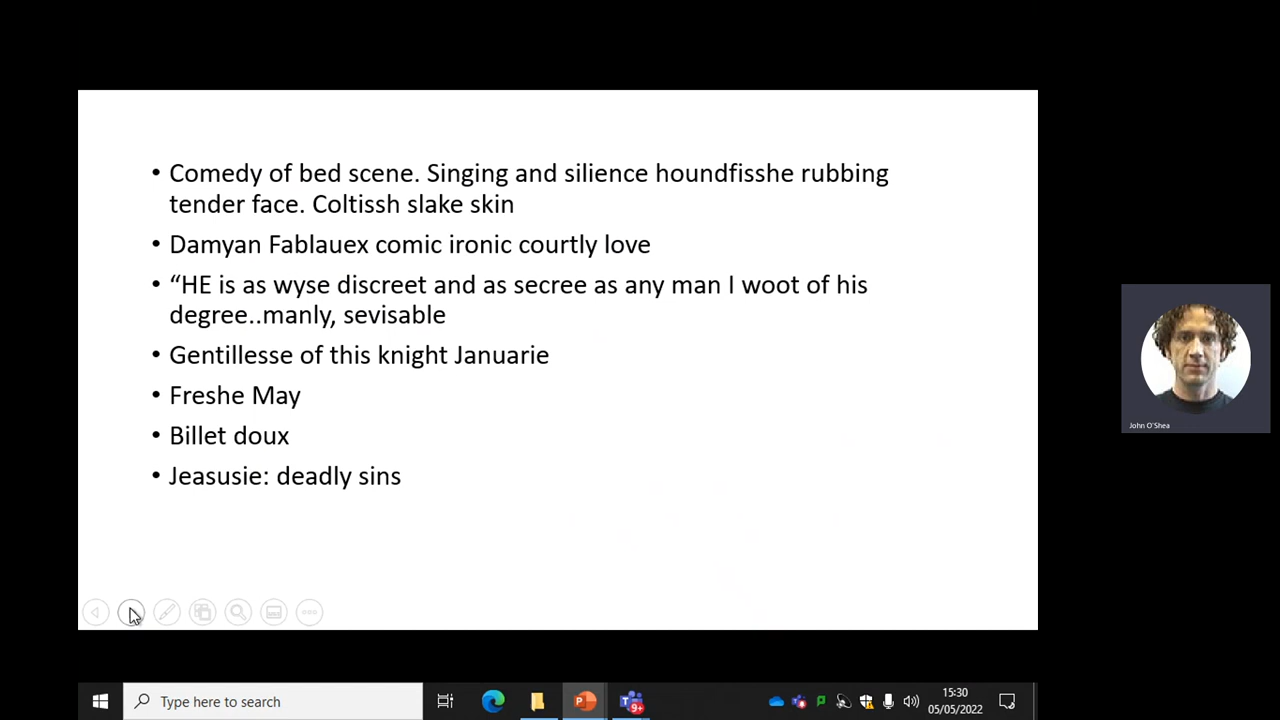 • Comedy of bed scene. Singing and silience houndfisshe rubbing
tender face. Coltissh slake skin
• Damyan Fablauex comic ironic courtly love
• “HE is as wyse discreet and as secree as any man I woot of his
degree..manly, sevisable
• Gentillesse of this knight Januarie
• Freshe May
• Billet doux
• Jeasusie: deadly sins
John O'Shea
Type here to search
9+
15:30
05/05/2022